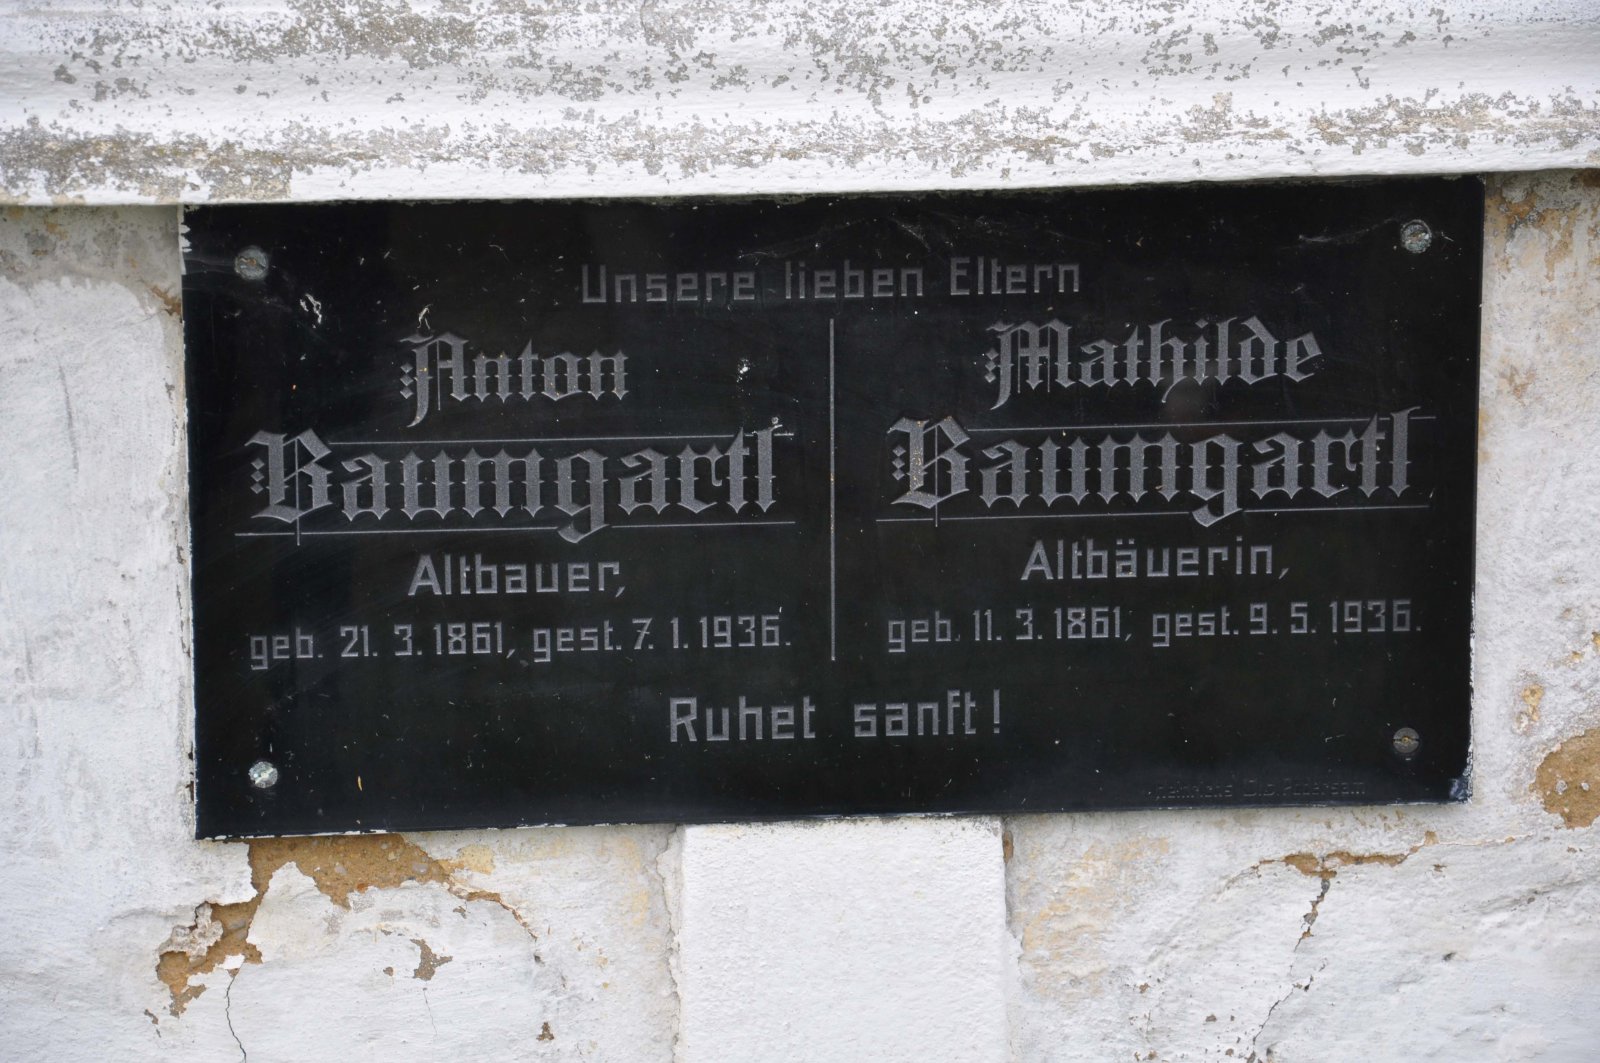 Unsere lieben Eltern
Anton
Baumgartl
Altbauer,
geb. 21. 3. 1861, gest. 7. 1. 1936.
Mathilde
Baumgartl
Altbäuerin,
geb. 11. 3. 1861, gest. 9. 5. 1936.
Ruhet sanft!
Podersam